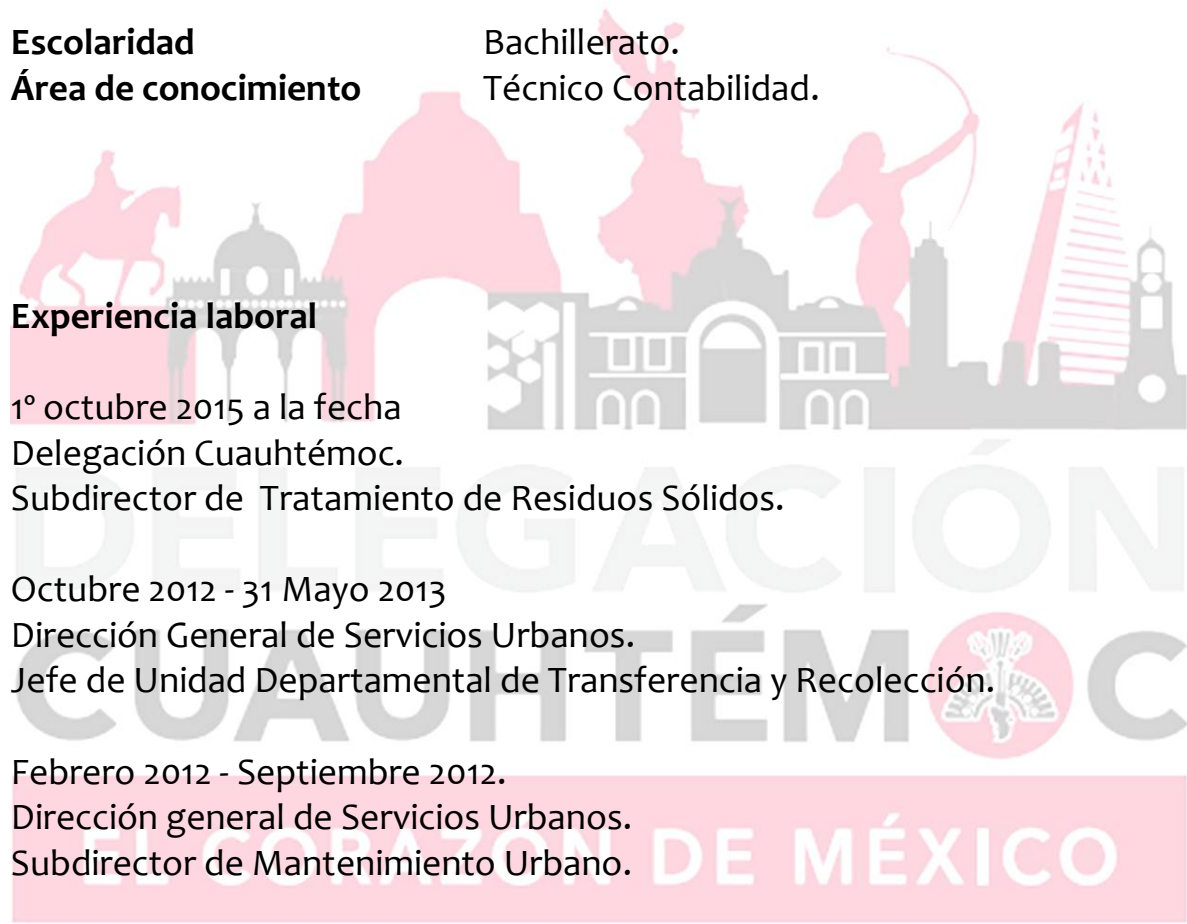 Escolaridad Bachillerato.
Área de conocimiento Técnico Contabilidad.
Experiencia laboral
1º octubre 2015 a la fecha
Delegación Cuauhtémoc.
Subdirector de  Tratamiento de Residuos Sólidos.
Octubre 2012 - 31 Mayo 2013
Dirección General de Servicios Urbanos.
Jefe de Unidad Departamental de Transferencia y Recolección.
Febrero 2012 - Septiembre 2012.
Dirección general de Servicios Urbanos.
Subdirector de Mantenimiento Urbano.
DELEGACIÓN
CUAUHTÉMOC
EL CORAZÓN DE MÉXICO